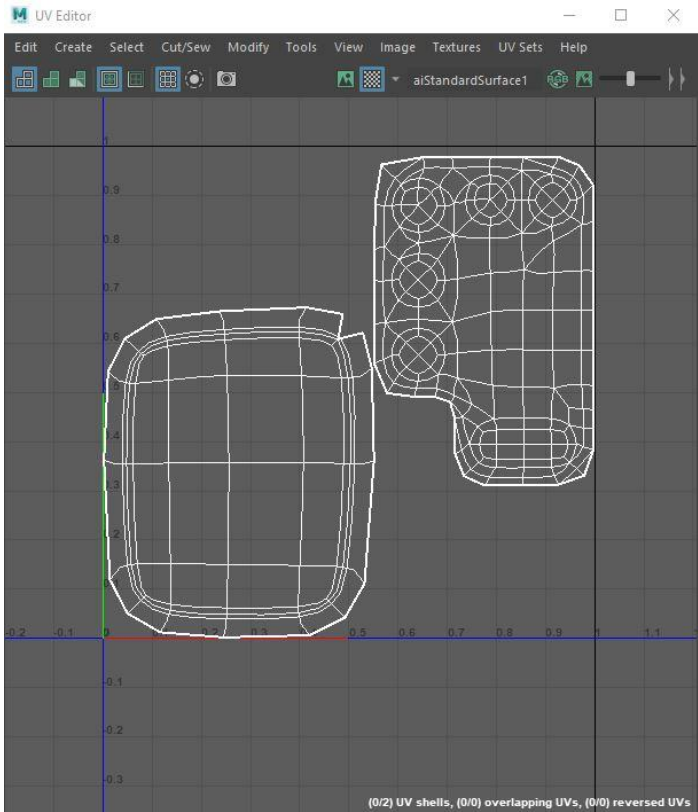 M UV Editor
Edit Create Select Cut/Sew Modify Tools View Image Textures UV Sets Help
aiStandardSurface1 RGB
1
0.9
0.8
0.7
0.6
0.5
0.4
0.3
0.1
-0.2 -0.1 0 0.1 0.2 0.3 0.4 0.5 0.6 0.7 0.8 0.9 1 1.1
-0.1
-0.2
-0.3
(0/2) UV shells, (0/0) overlapping UVs, (0/0) reversed UVs